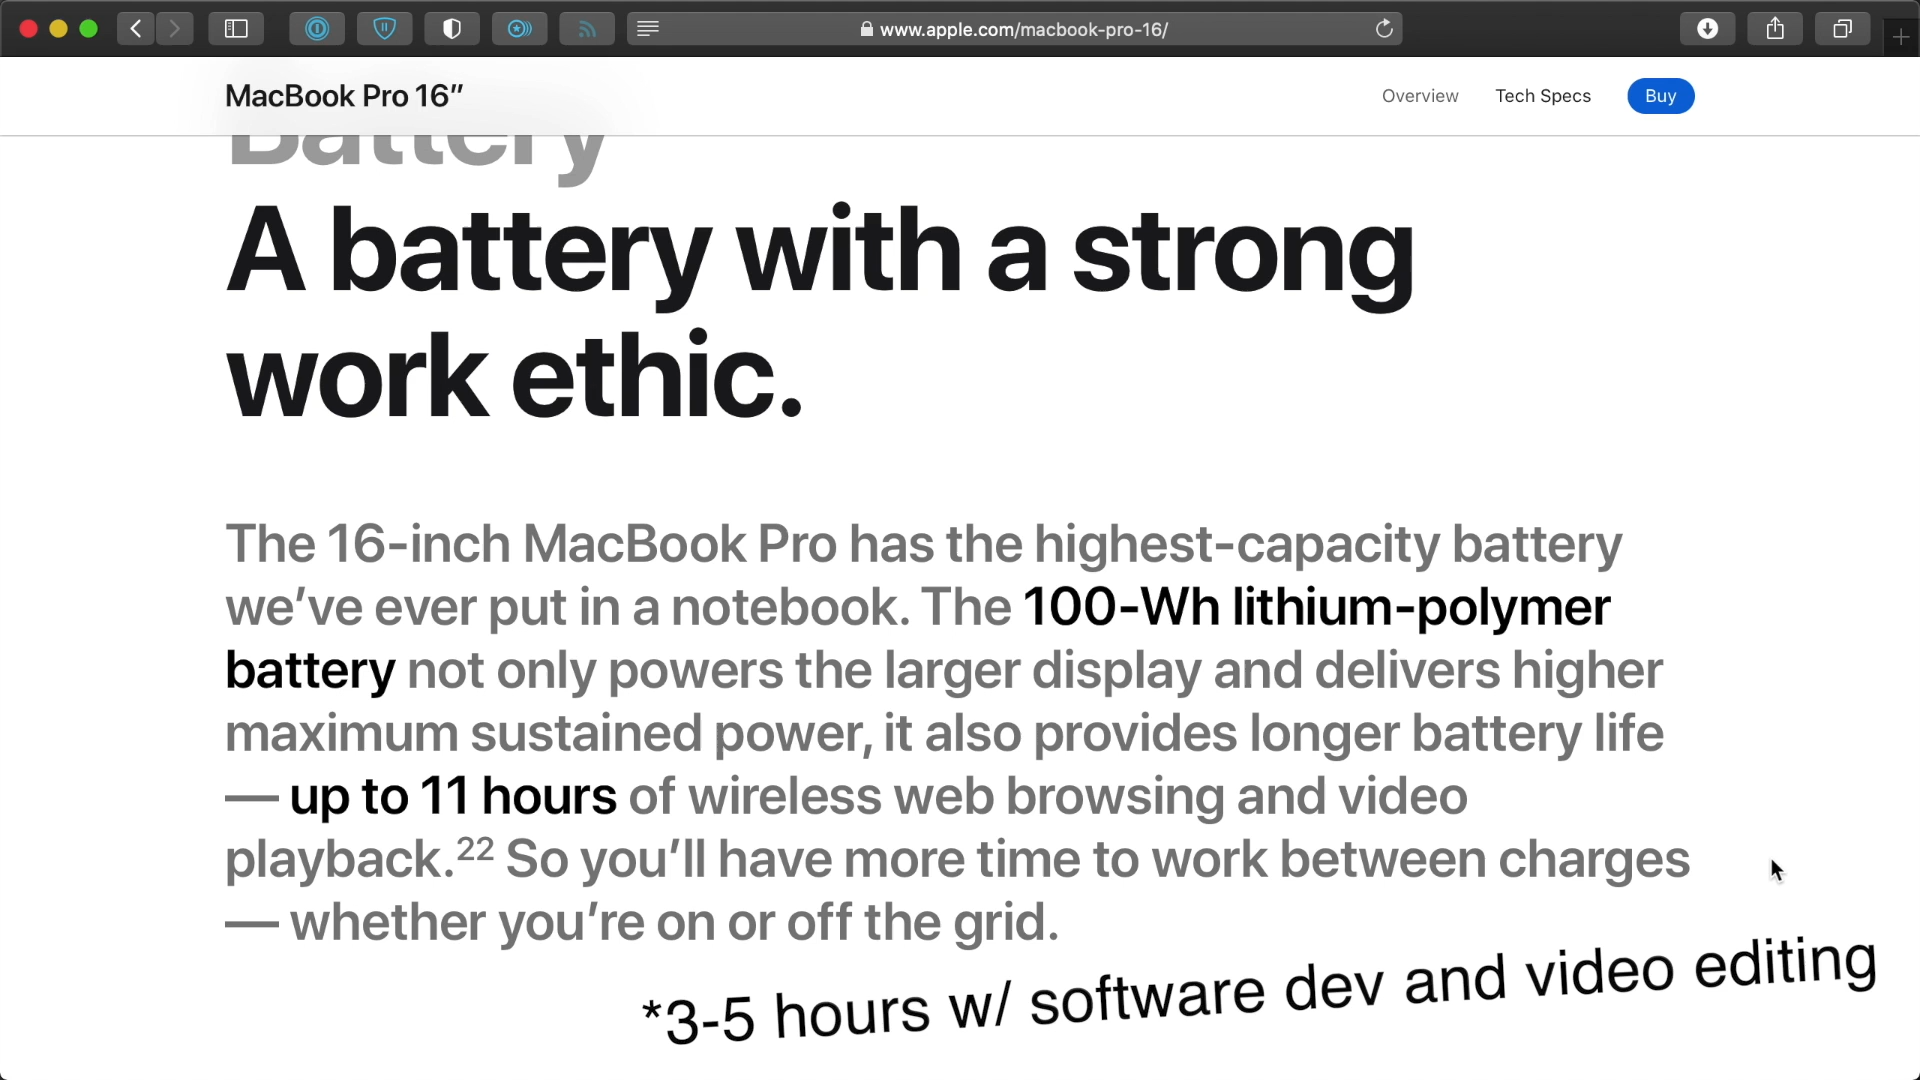 www.apple.com/macbook-pro-16/
MacBook Pro 16″
Overview
Tech Specs
Buy
Battery
A battery with a strong
work ethic.
The 16-inch MacBook Pro has the highest-capacity battery
we’ve ever put in a notebook. The 100-Wh lithium-polymer
battery not only powers the larger display and delivers higher
maximum sustained power, it also provides longer battery life
— up to 11 hours of wireless web browsing and video
playback.²² So you’ll have more time to work between charges
— whether you’re on or off the grid.
*3-5 hours w/ software dev and video editing